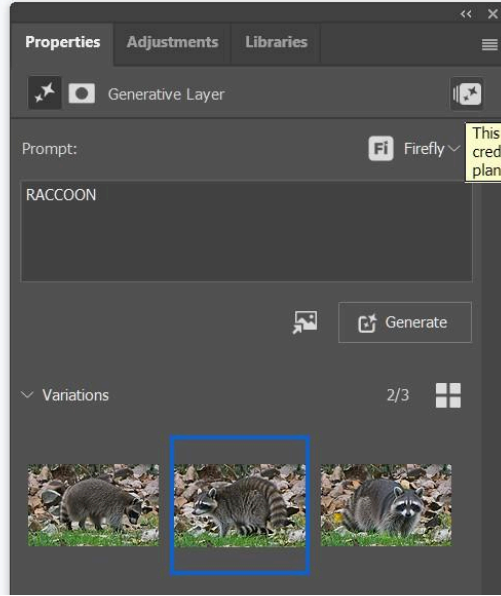 Properties Adjustments Libraries
Generative Layer
This
cred
plan
Prompt:
Fi Firefly
RACCOON
Generate
Variations 2/3